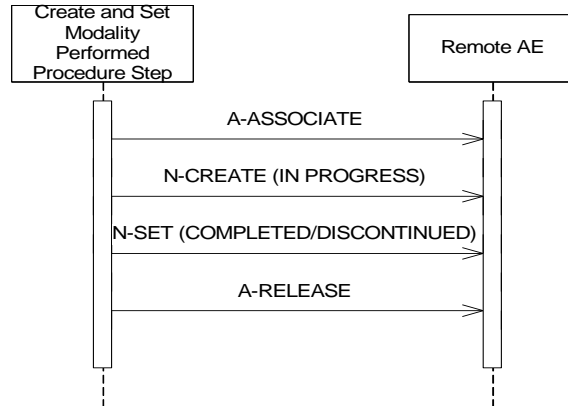 Create and Set
Modality
Performed
Procedure Step
Remote AE
A-ASSOCIATE
N-CREATE (IN PROGRESS)
N-SET (COMPLETED/DISCONTINUED)
A-RELEASE